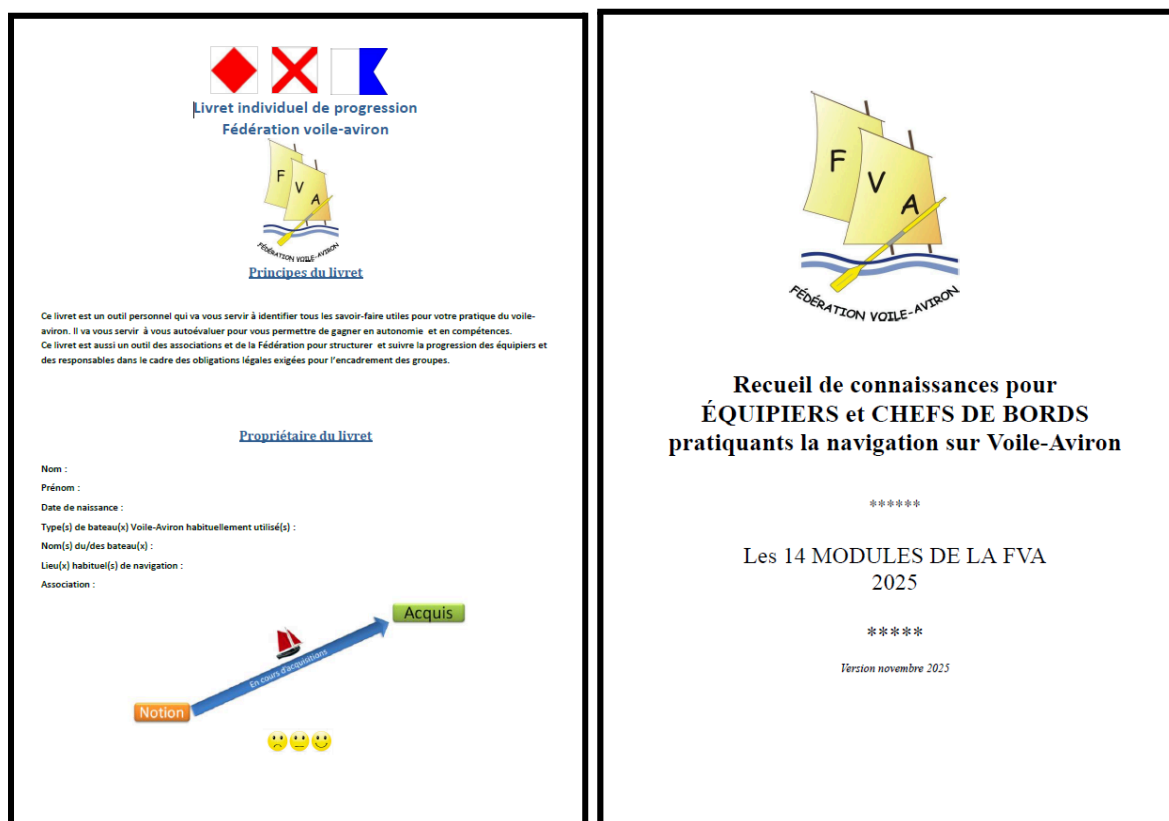 Livret individuel de progression
Fédération voile-aviron
F
V
A
FÉDÉRATION VOILE-AVIRON
Principes du livret
Ce livret est un outil personnel qui va vous servir à identifier tous les savoir-faire utiles pour votre pratique du voile-
aviron. Il va vous servir à vous autoévaluer pour vous permettre de gagner en autonomie et en compétences.
Ce livret est aussi un outil des associations et de la Fédération pour structurer et suivre la progression des équipiers et
des responsables dans le cadre des obligations légales exigées pour l'encadrement des groupes.
Propriétaire du livret
Nom :
Prénom :
Date de naissance :
Type(s) de bateau(x) Voile-Aviron habituellement utilisé(s) :
Nom(s) du/des bateau(x) :
Lieu(x) habituel(s) de navigation :
Association :
Acquis
En cours d'acquisitions
Notion
F
V
A
FÉDÉRATION VOILE-AVIRON
Recueil de connaissances pour
ÉQUIPIERS et CHEFS DE BORDS
pratiquants la navigation sur Voile-Aviron
******
Les 14 MODULES DE LA FVA
2025
*****
Version novembre 2025